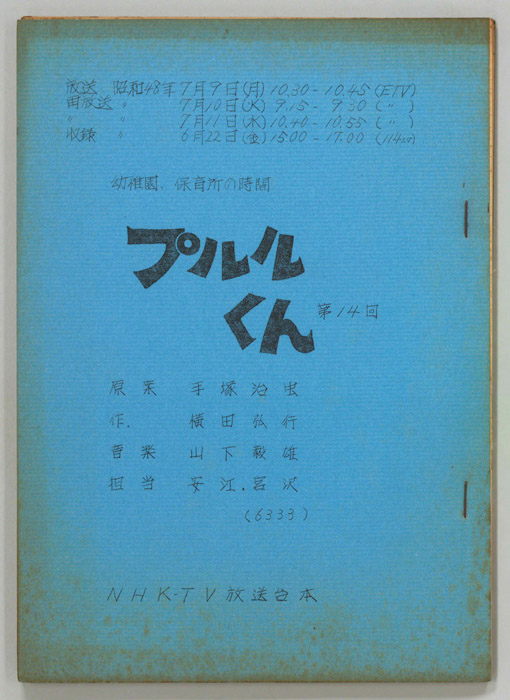 放送 昭和48年7月9日(月) 10.30-10.45 (ETV)
再放送 〃 7月10日(火) 9.15-9.30 (〃)
〃 〃 7月11日(水) 10.40-10.55 (〃)
収録 〃 6月22日(金) 15.00-17.00 (114st)
幼稚園、保育所の時間
プルル
くん 第14回
原案 手塚治虫
作. 横田弘行
音楽 山下毅雄
担当 安江.宮沢
(6333)
NHK-TV放送台本